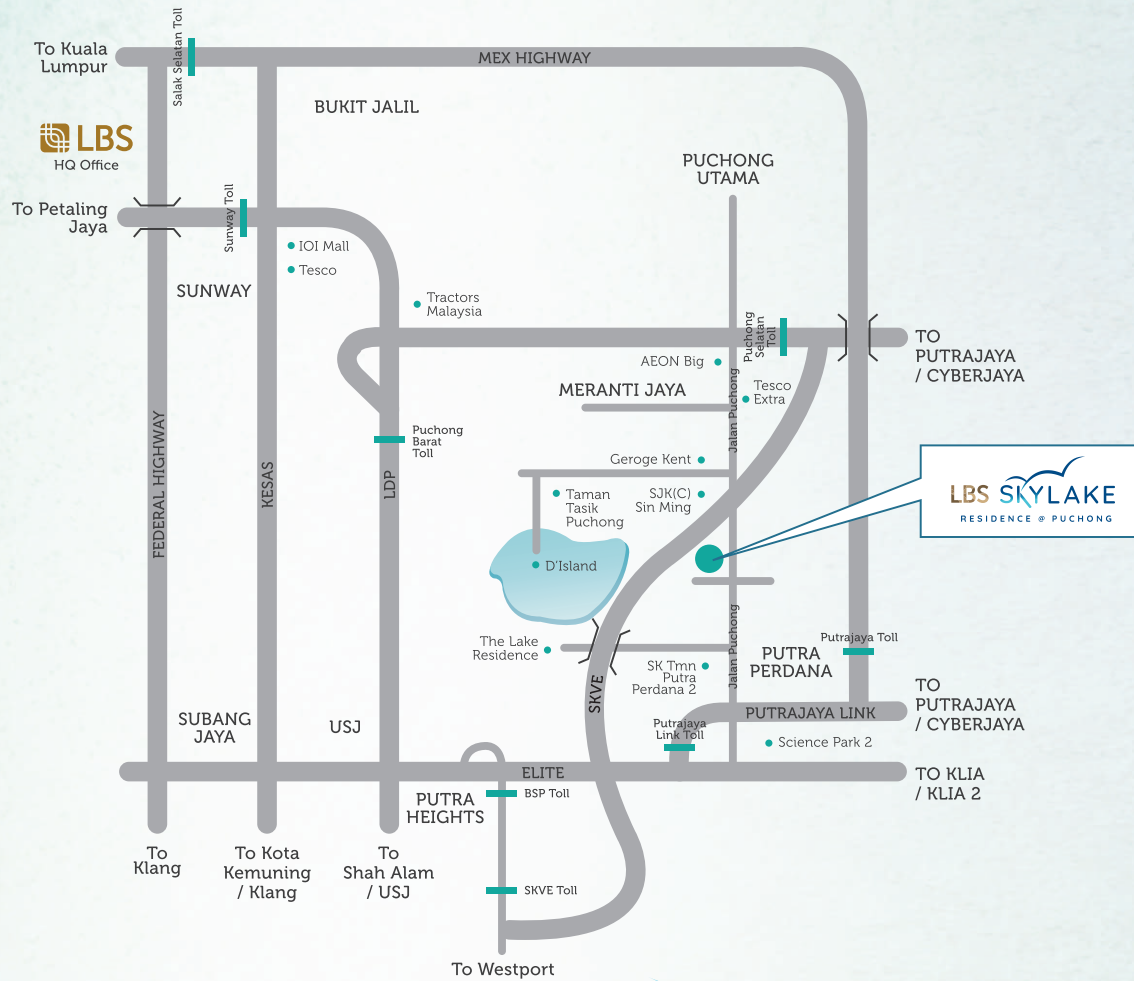 To Kuala
Lumpur
Salak Selatan Toll
MEX HIGHWAY
BUKIT JALIL
LBS
HQ Office
PUCHONG
UTAMA
To Petaling
Jaya
Sunway Toll
IOI Mall
Tesco
SUNWAY
Tractors
Malaysia
Puchong
Selatan
Toll
TO
PUTRAJAYA
/ CYBERJAYA
AEON Big
MERANTI JAYA
Tesco
Extra
Jalan Puchong
Puchong
Barat
Toll
FEDERAL HIGHWAY
KESAS
LDP
Geroge Kent
Taman
Tasik
Puchong
SJK(C)
Sin Ming
LBS SKYLAKE
RESIDENCE @ PUCHONG
D'Island
The Lake
Residence
Jalan Puchong
SK Tmn
Putra
Perdana 2
PUTRA
PERDANA
Putrajaya Toll
SKVE
TO
PUTRAJAYA
/ CYBERJAYA
SUBANG
JAYA
USJ
Putrajaya
Link Toll
PUTRAJAYA LINK
Science Park 2
ELITE
TO KLIA
/ KLIA 2
PUTRA
HEIGHTS
BSP Toll
To
Klang
To Kota
Kemuning
/ Klang
To
Shah Alam
/ USJ
SKVE Toll
To Westport